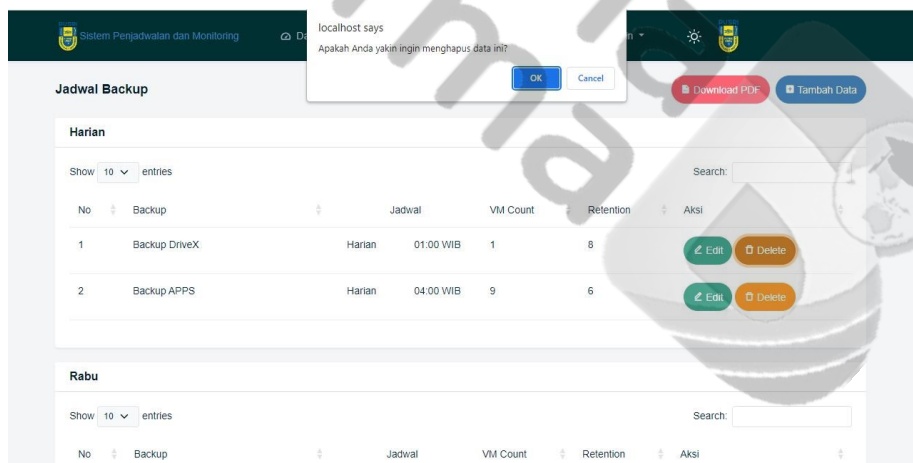 localhost says
Apakah Anda yakin ingin menghapus data ini?
OK Cancel
Sistem Penjadwalan dan Monitoring
Jadwal Backup
Download PDF Tambah Data
Harian
Show 10 entries Search:
No Backup Jadwal VM Count Retention Aksi
1 Backup DriveX Harian 01:00 WIB 1 8 Edit Delete
2 Backup APPS Harian 04:00 WIB 9 6 Edit Delete
Rabu
Show 10 entries Search:
No Backup Jadwal VM Count Retention Aksi